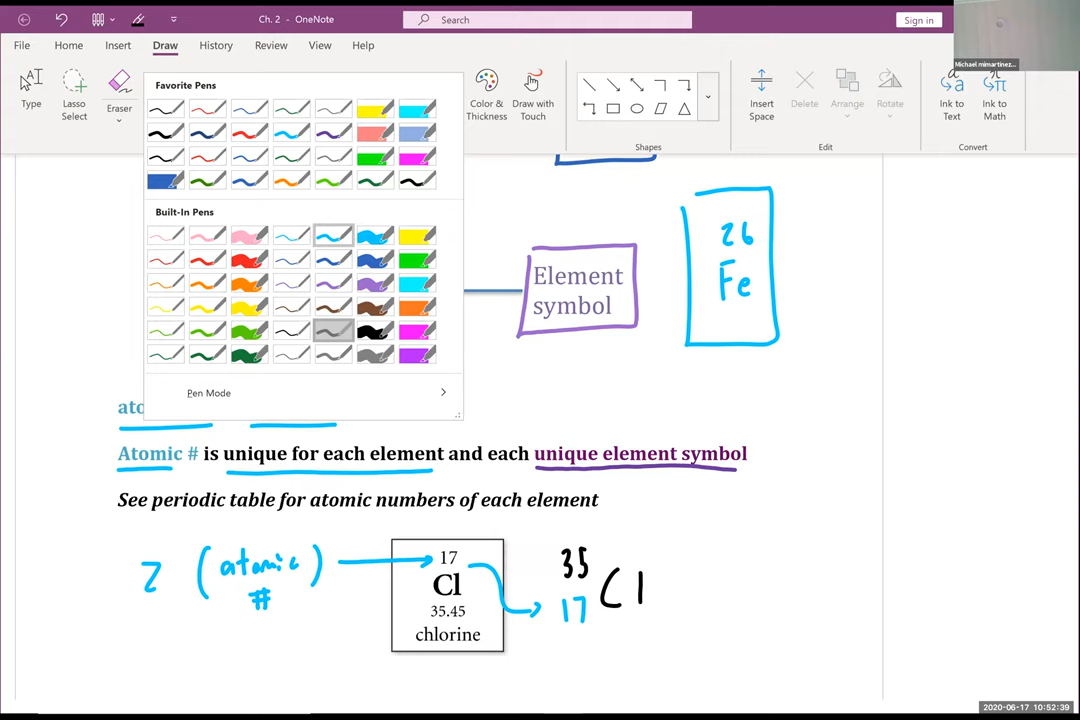 Ch. 2 - OneNote
Search
Sign in
File Home Insert Draw History Review View Help
Michael mimartinez...
Type
Lasso Select
Eraser
Favorite Pens
Built-In Pens
Pen Mode
Color & Thickness
Draw with Touch
Shapes
Insert Space
Delete
Arrange
Rotate
Edit
Ink to Text
Ink to Math
Convert
Element
symbol
26
Fe
Atomic # is unique for each element and each unique element symbol
See periodic table for atomic numbers of each element
Z (atomic #)
17
Cl
35.45
chlorine
35
17 Cl
2020-06-17 10:52:39